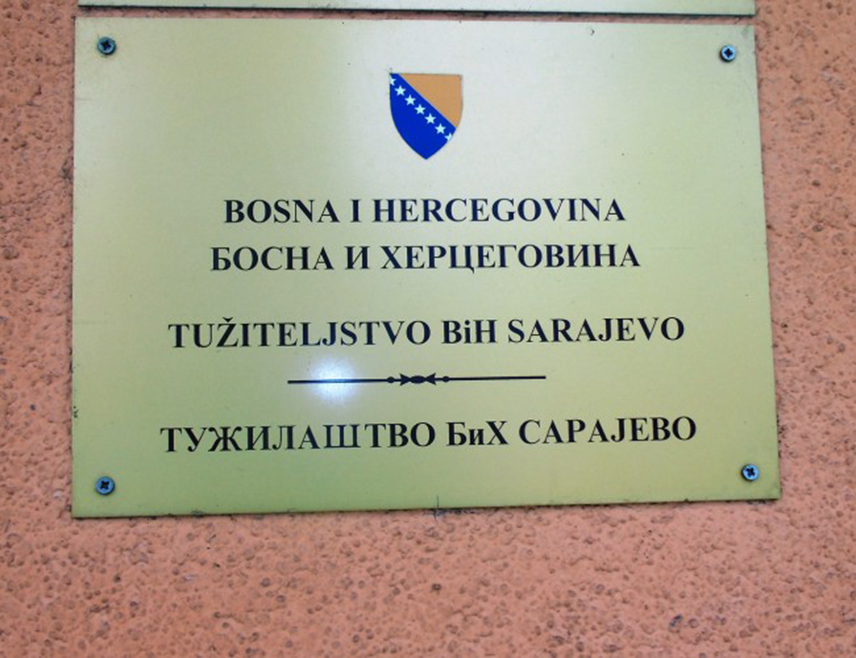 BOSNA I HERCEGOVINA
БОСНА И ХЕРЦЕГОВИНА
TUŽITELJSTVO BiH SARAJEVO
ТУЖИЛАШТВО БиХ САРАЈЕВО